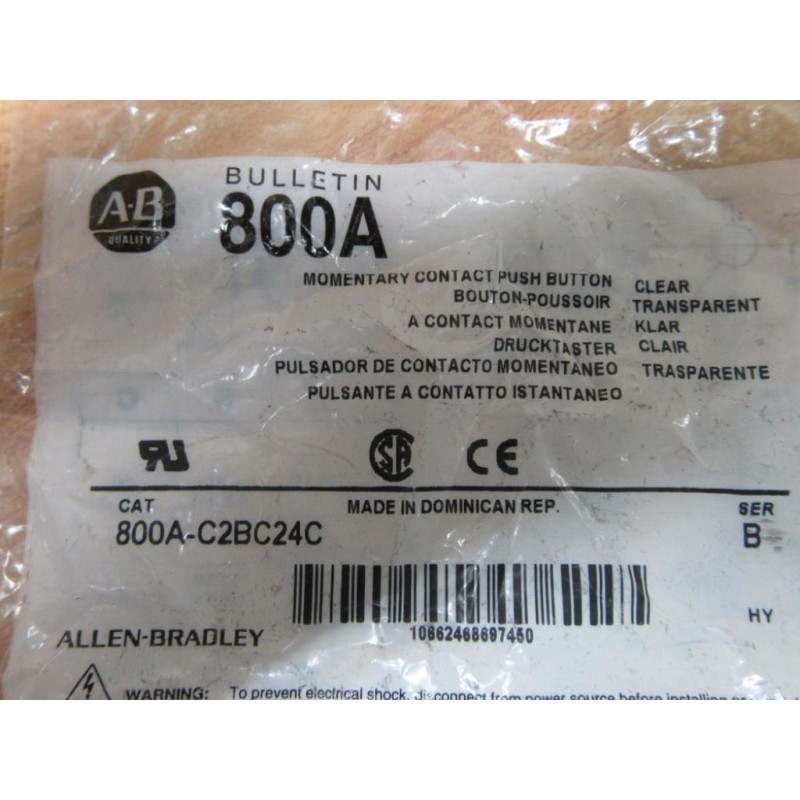 A-B
QUALITY
BULLETIN
800A
MOMENTARY CONTACT PUSH BUTTON CLEAR
BOUTON-POUSSOIR TRANSPARENT
A CONTACT MOMENTANE KLAR
DRUCKTASTER CLAIR
PULSADOR DE CONTACTO MOMENTANEO TRASPARENTE
PULSANTE A CONTATTO ISTANTANEO
CE
CAT MADE IN DOMINICAN REP. SER
800A-C2BC24C B
10662468697450
HY
ALLEN-BRADLEY
WARNING: To prevent electrical shock, disconnect from power source before installing